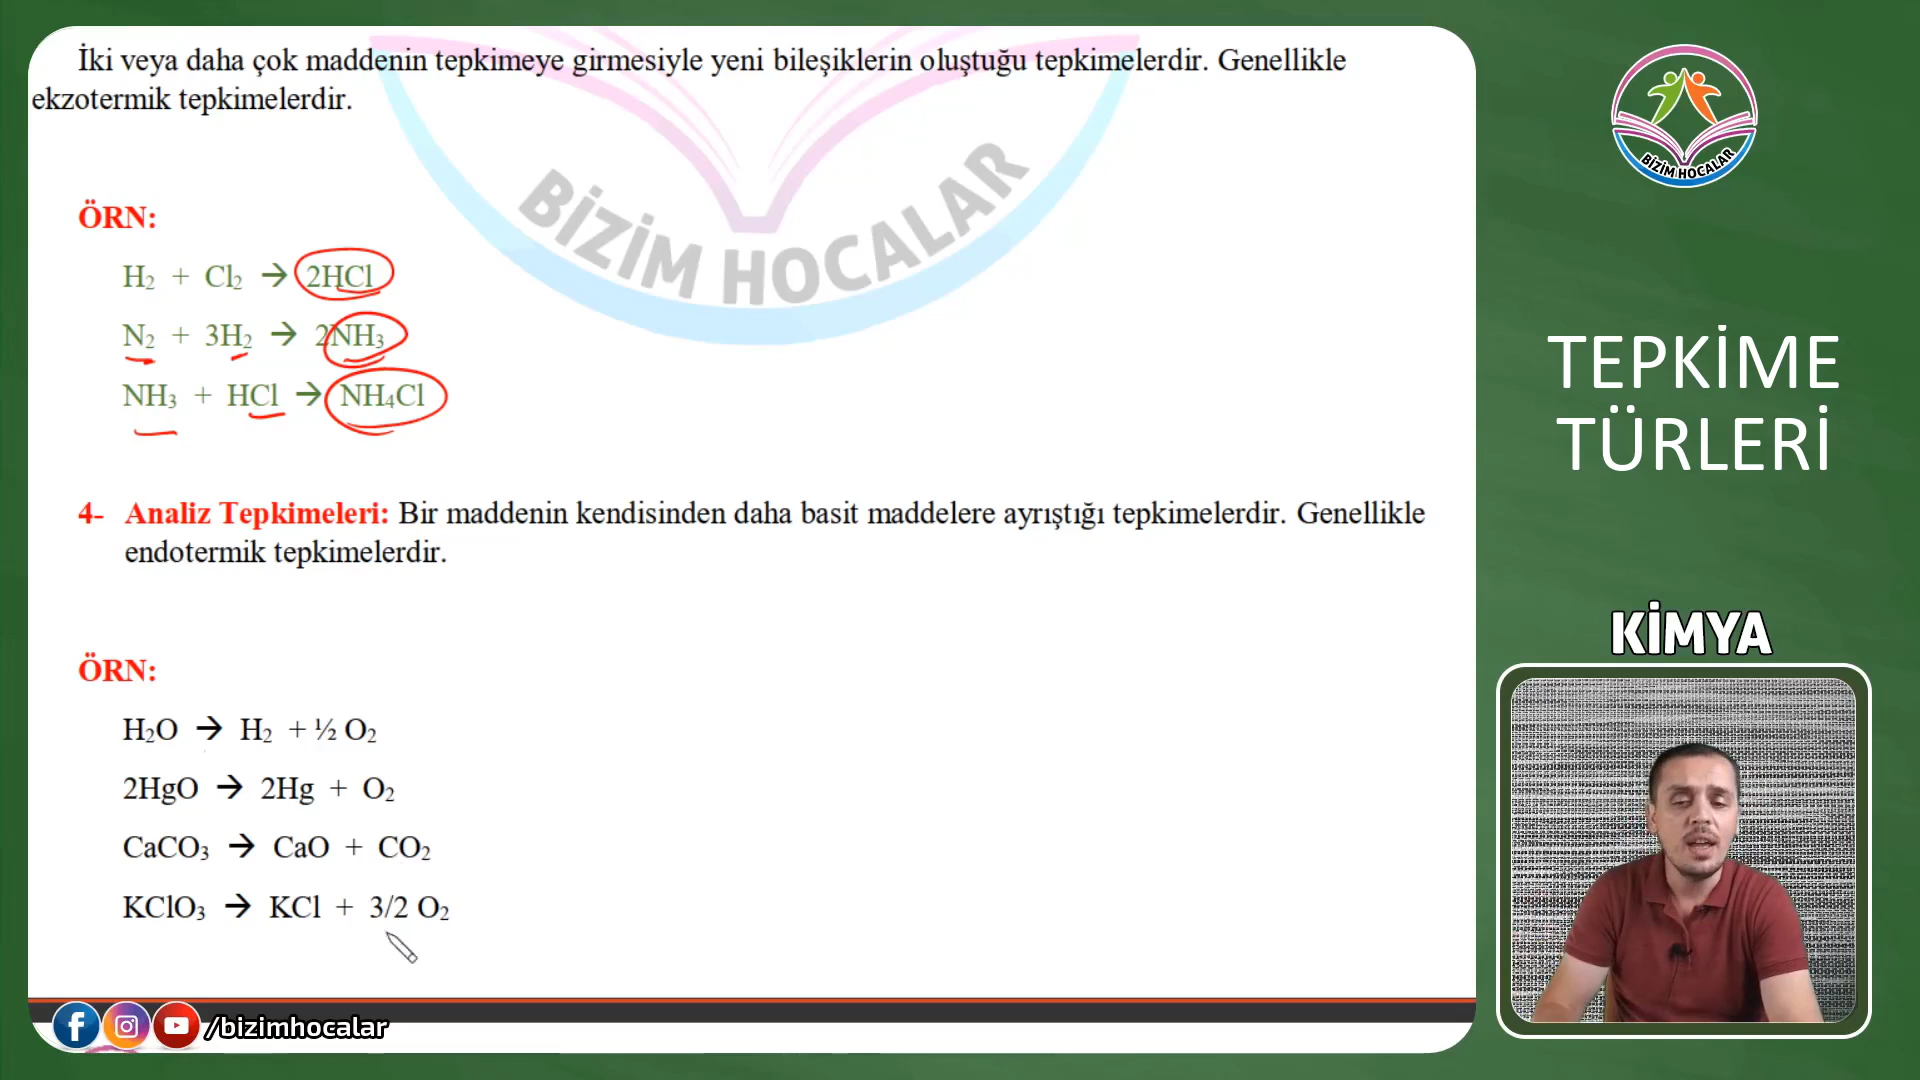 İki veya daha çok maddenin tepkimeye girmesiyle yeni bileşiklerin oluştuğu tepkimelerdir. Genellikle
ekzotermik tepkimelerdir.
BİZİM HOCALAR
ÖRN:
H₂ + Cl₂ → 2HCl
N₂ + 3H₂ → 2NH₃
NH₃ + HCl → NH₄Cl
4- Analiz Tepkimeleri: Bir maddenin kendisinden daha basit maddelere ayrıştığı tepkimelerdir. Genellikle
endotermik tepkimelerdir.
ÖRN:
H₂O → H₂ + ½ O₂
2HgO → 2Hg + O₂
CaCO₃ → CaO + CO₂
KClO₃ → KCl + 3/2 O₂
/bizimhocalar
BİZİM HOCALAR
TEPKİME
TÜRLERİ
KİMYA